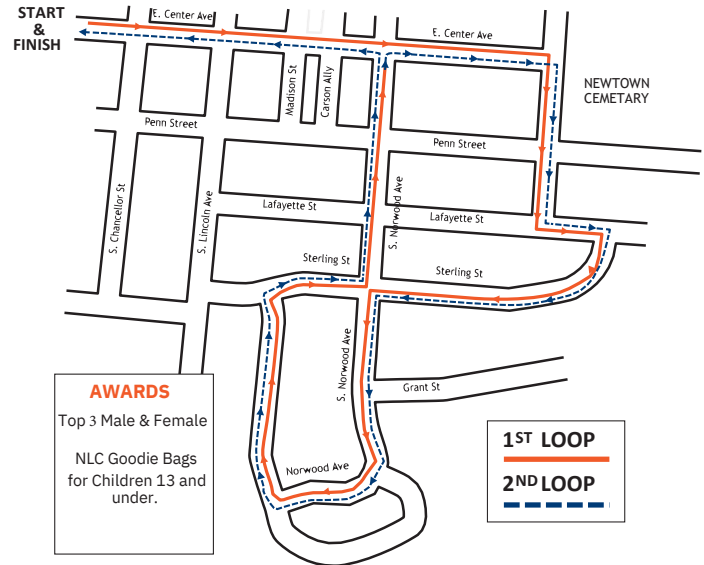 START
&
FINISH
E. Center Ave
E. Center Ave
NEWTOWN
CEMETARY
Madison St
Carson Ally
Penn Street
Penn Street
S. Chancellor St
S. Lincoln Ave
Lafayette St
S. Norwood Ave
Lafayette St
Sterling St
Sterling St
S. Norwood Ave
Grant St
Norwood Ave
AWARDS
Top 3 Male & Female
NLC Goodie Bags
for Children 13 and
under.
1ST LOOP
2ND LOOP